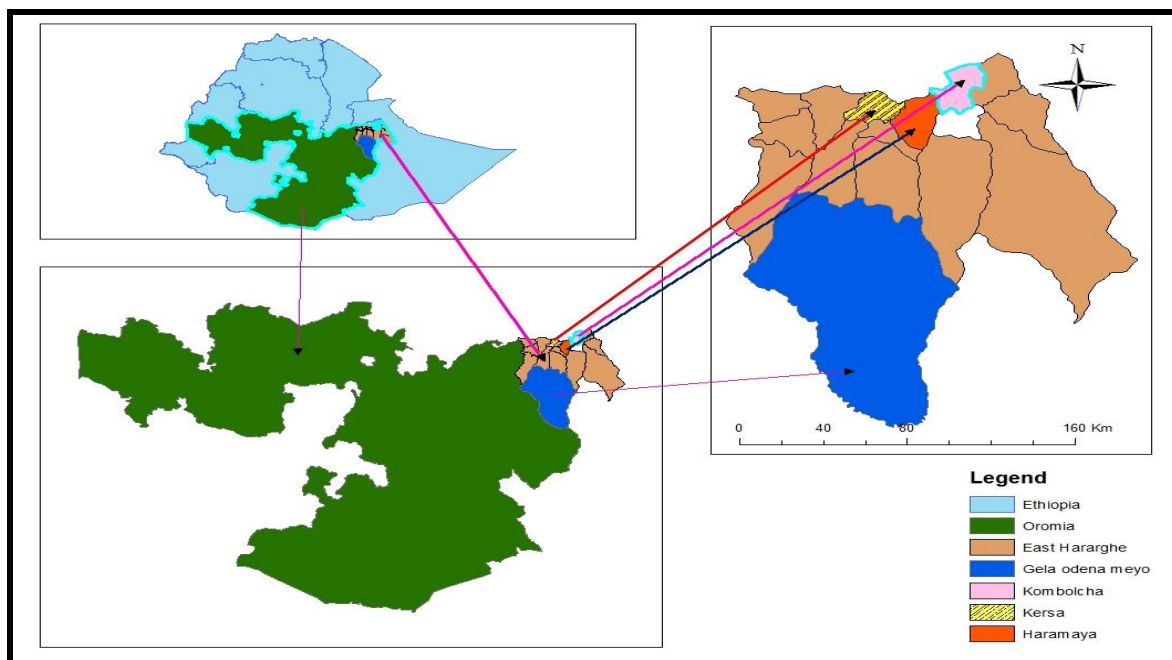 N
0 40 80 160 Km
Legend
Ethiopia
Oromia
East Hararghe
Gela odena meyo
Kombolcha
Kersa
Haramaya